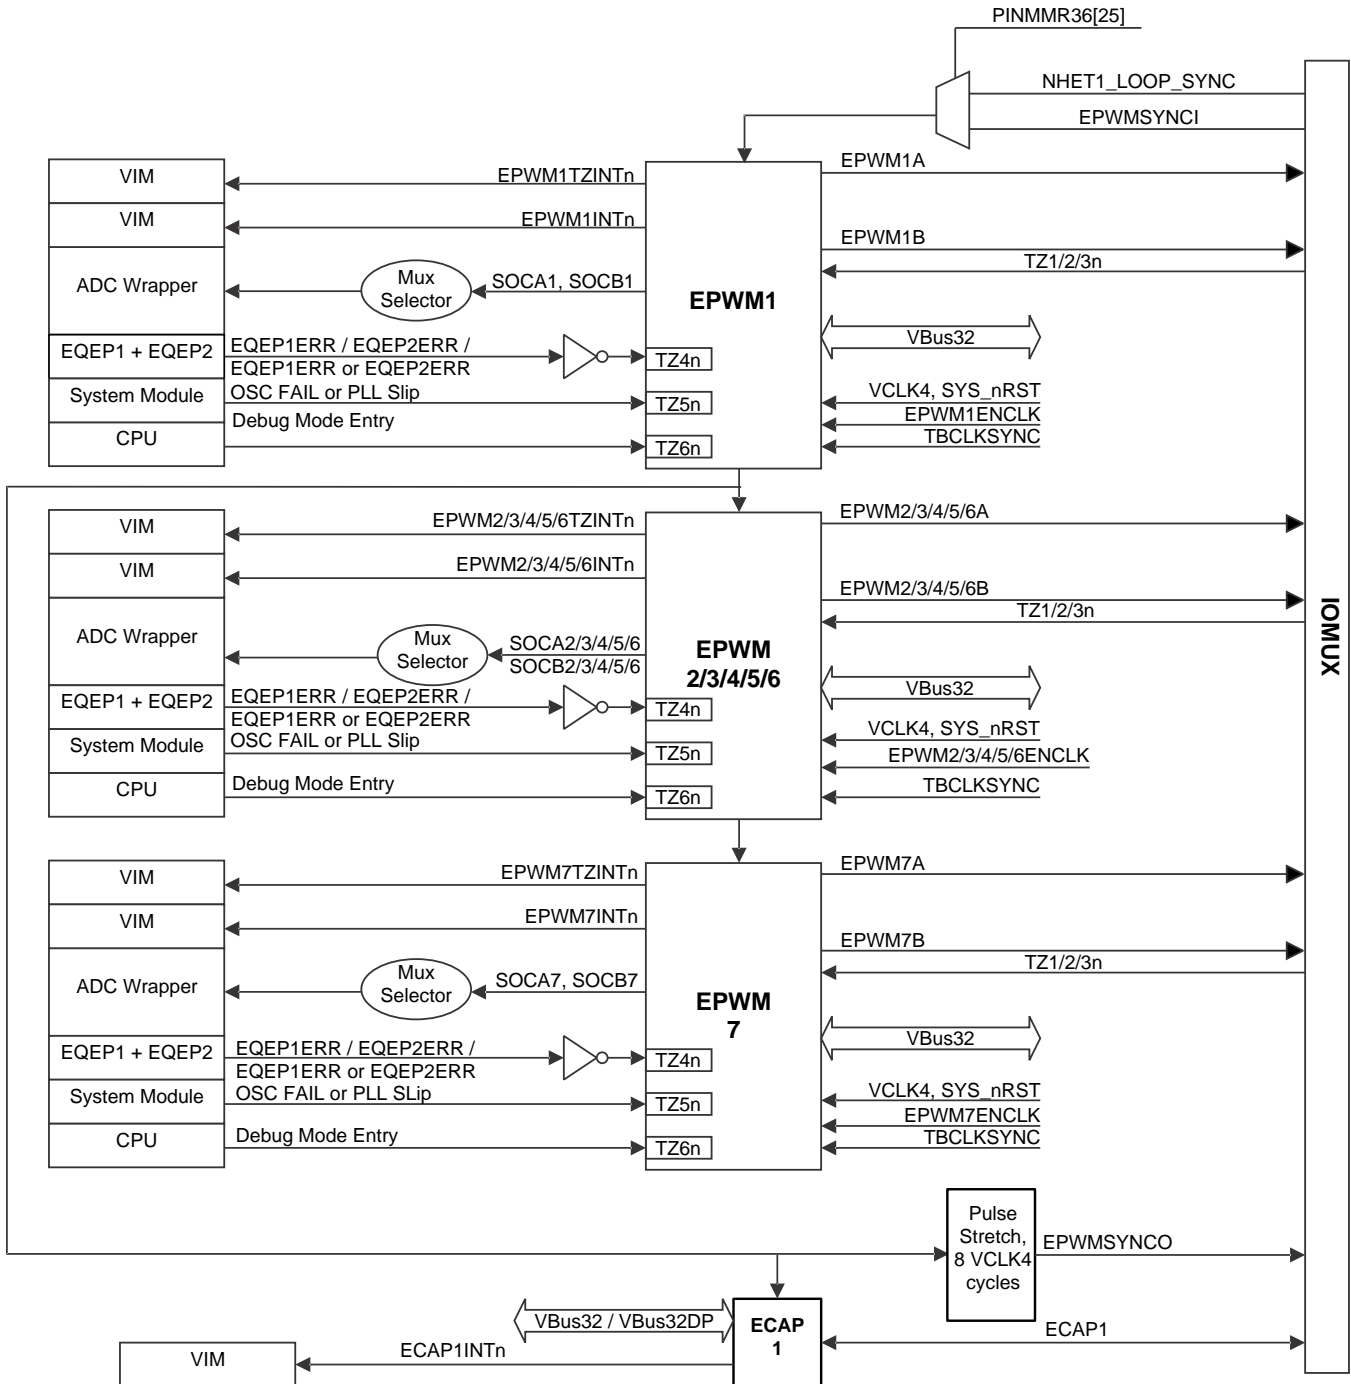 PINMMR36[25]
NHET1_LOOP_SYNC
EPWMSYNCI
VIM
EPWM1TZINTn
EPWM1A
VIM
EPWM1INTn
EPWM1B
TZ1/2/3n
ADC Wrapper
Mux
Selector
SOCA1, SOCB1
EPWM1
VBus32
EQEP1 + EQEP2
EQEP1ERR / EQEP2ERR /
EQEP1ERR or EQEP2ERR
TZ4n
System Module
OSC FAIL or PLL Slip
TZ5n
VCLK4, SYS_nRST
EPWM1ENCLK
TBCLKSYNC
CPU
Debug Mode Entry
TZ6n
VIM
EPWM2/3/4/5/6TZINTn
EPWM2/3/4/5/6A
VIM
EPWM2/3/4/5/6INTn
EPWM2/3/4/5/6B
TZ1/2/3n
IOMUX
ADC Wrapper
Mux
Selector
SOCA2/3/4/5/6
SOCB2/3/4/5/6
EPWM
2/3/4/5/6
VBus32
EQEP1 + EQEP2
EQEP1ERR / EQEP2ERR /
EQEP1ERR or EQEP2ERR
TZ4n
System Module
OSC FAIL or PLL Slip
TZ5n
VCLK4, SYS_nRST
EPWM2/3/4/5/6ENCLK
TBCLKSYNC
CPU
Debug Mode Entry
TZ6n
VIM
EPWM7TZINTn
EPWM7A
VIM
EPWM7INTn
EPWM7B
TZ1/2/3n
ADC Wrapper
Mux
Selector
SOCA7, SOCB7
EPWM
7
VBus32
EQEP1 + EQEP2
EQEP1ERR / EQEP2ERR /
EQEP1ERR or EQEP2ERR
TZ4n
System Module
OSC FAIL or PLL SLip
TZ5n
VCLK4, SYS_nRST
EPWM7ENCLK
TBCLKSYNC
CPU
Debug Mode Entry
TZ6n
Pulse
Stretch,
8 VCLK4
cycles
EPWMSYNCO
VBus32 / VBus32DP
ECAP
1
ECAP1
VIM
ECAP1INTn